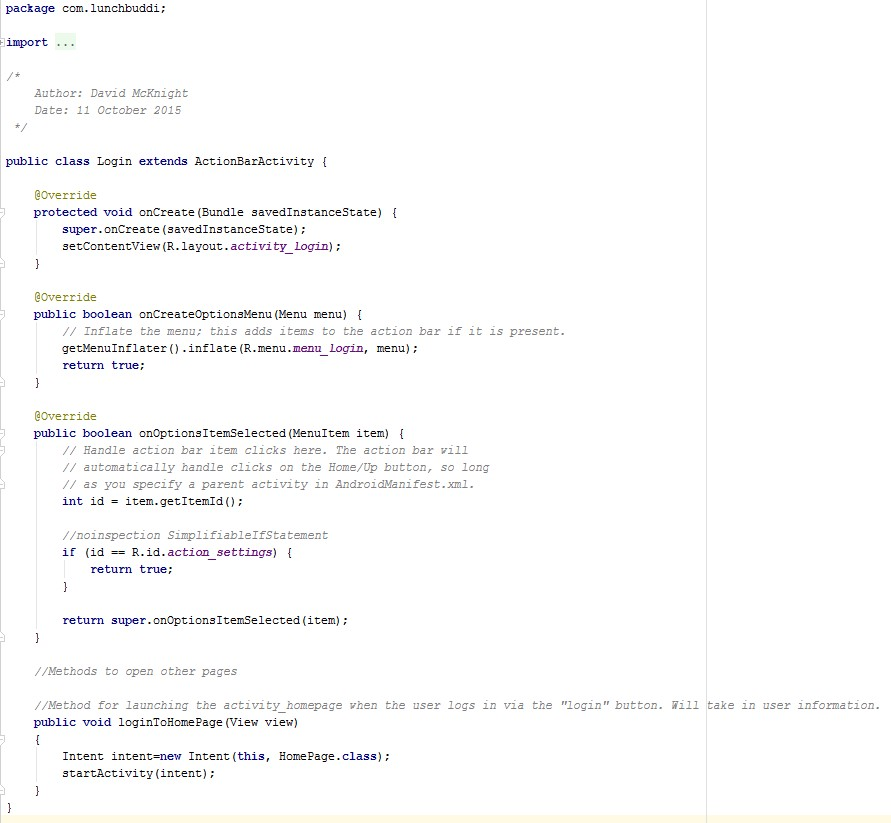 package com.lunchbuddi;

import ...

/*
    Author: David McKnight
    Date: 11 October 2015
 */

public class Login extends ActionBarActivity {

    @Override
    protected void onCreate(Bundle savedInstanceState) {
        super.onCreate(savedInstanceState);
        setContentView(R.layout.activity_login);
    }

    @Override
    public boolean onCreateOptionsMenu(Menu menu) {
        // Inflate the menu; this adds items to the action bar if it is present.
        getMenuInflater().inflate(R.menu.menu_login, menu);
        return true;
    }

    @Override
    public boolean onOptionsItemSelected(MenuItem item) {
        // Handle action bar item clicks here. The action bar will
        // automatically handle clicks on the Home/Up button, so long
        // as you specify a parent activity in AndroidManifest.xml.
        int id = item.getItemId();

        //noinspection SimplifiableIfStatement
        if (id == R.id.action_settings) {
            return true;
        }

        return super.onOptionsItemSelected(item);
    }

    //Methods to open other pages

    //Method for launching the activity_homepage when the user logs in via the "login" button. Will take in user information.
    public void loginToHomePage(View view)
    {
        Intent intent=new Intent(this, HomePage.class);
        startActivity(intent);
    }
}